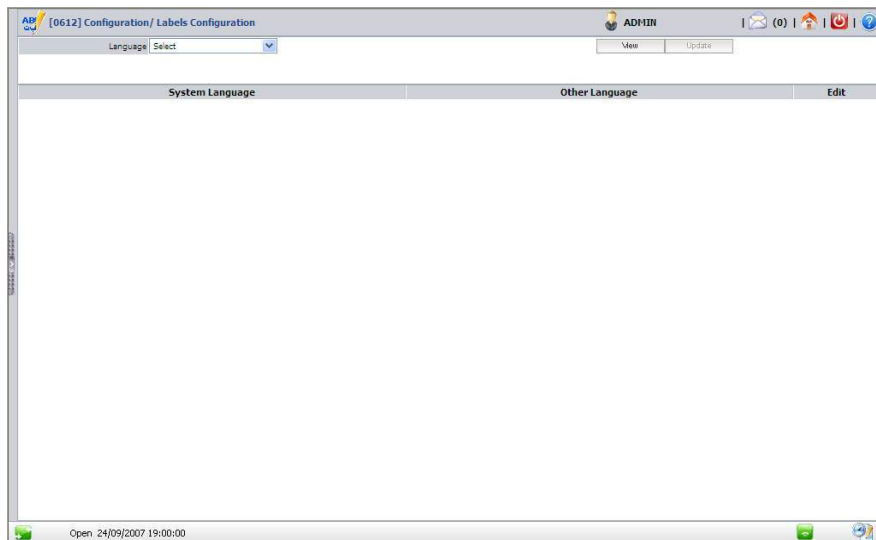 [0612] Configuration/ Labels Configuration ADMIN | (0) | | |
Language Select View Update
System Language Other Language Edit
Open 24/09/2007 19:00:00